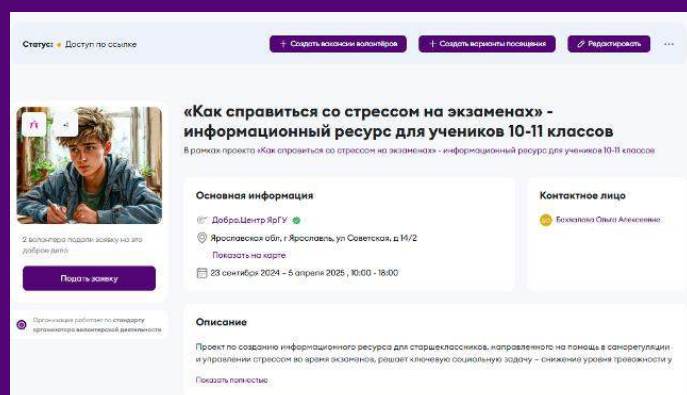 Статус: Доступ по ссылке
+ Создать вакансии волонтёров
+ Создать варианты посещения
Редактировать
...
«Как справиться со стрессом на экзаменах» -
информационный ресурс для учеников 10-11 классов
В рамках проекта «Как справиться со стрессом на экзаменах» - информационный ресурс для учеников 10-11 классов
2 волонтера подали заявку на это
доброе дело
Подать заявку
Организация работает по стандарту
организатора волонтерской деятельности
Основная информация
Добро.Центр ЯрГУ
Ярославская обл, г Ярославль, ул Советская, д 14/2
Показать на карте
23 сентября 2024 – 5 апреля 2025 , 10:00 - 18:00
Контактное лицо
Ольга Алексеевна
Описание
Проект по созданию информационного ресурса для старшеклассников, направленного на помощь в саморегуляции
и управлении стрессом во время экзаменов, решает ключевую социальную задачу – снижение уровня тревожности у
Показать полностью